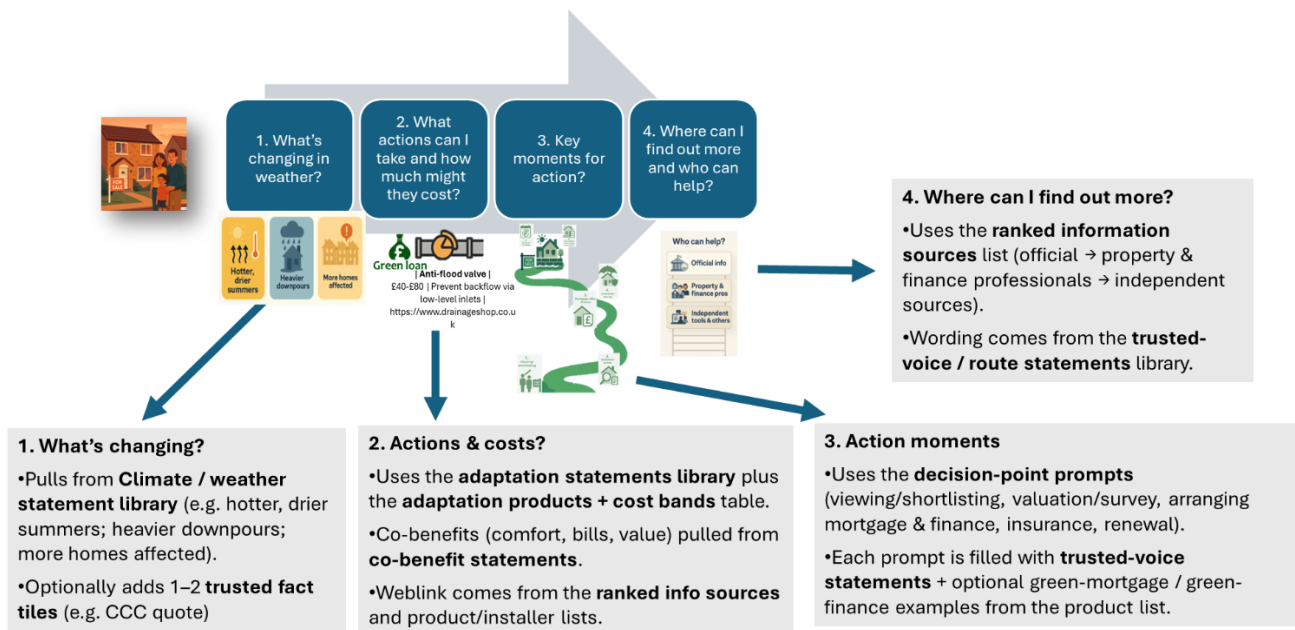 FOR
SALE
1. What’s
changing in
weather?
2. What
actions can I
take and how
much might
they cost?
3. Key
moments for
action?
4. Where can I
find out more
and who can
help?
Hotter,
drier
summers
Heavier
downpours
More homes
affected
Green loan
| Anti-flood valve |
£40-£80 | Prevent backflow via
low-level inlets |
https://www.drainageshop.co.u
k
Who can help?
Official info
Property &
finance pros
Independent
tools & others
4. Where can I find out more?
•Uses the ranked information
sources list (official → property &
finance professionals → independent
sources).
•Wording comes from the trusted-
voice / route statements library.
1. What’s changing?
•Pulls from Climate / weather
statement library (e.g. hotter, drier
summers; heavier downpours;
more homes affected).
•Optionally adds 1–2 trusted fact
tiles (e.g. CCC quote)
2. Actions & costs?
•Uses the adaptation statements library plus
the adaptation products + cost bands table.
•Co-benefits (comfort, bills, value) pulled from
co-benefit statements.
•Weblink comes from the ranked info sources
and product/installer lists.
3. Action moments
•Uses the decision-point prompts
(viewing/shortlisting, valuation/survey, arranging
mortgage & finance, insurance, renewal).
•Each prompt is filled with trusted-voice
statements + optional green-mortgage / green-
finance examples from the product list.